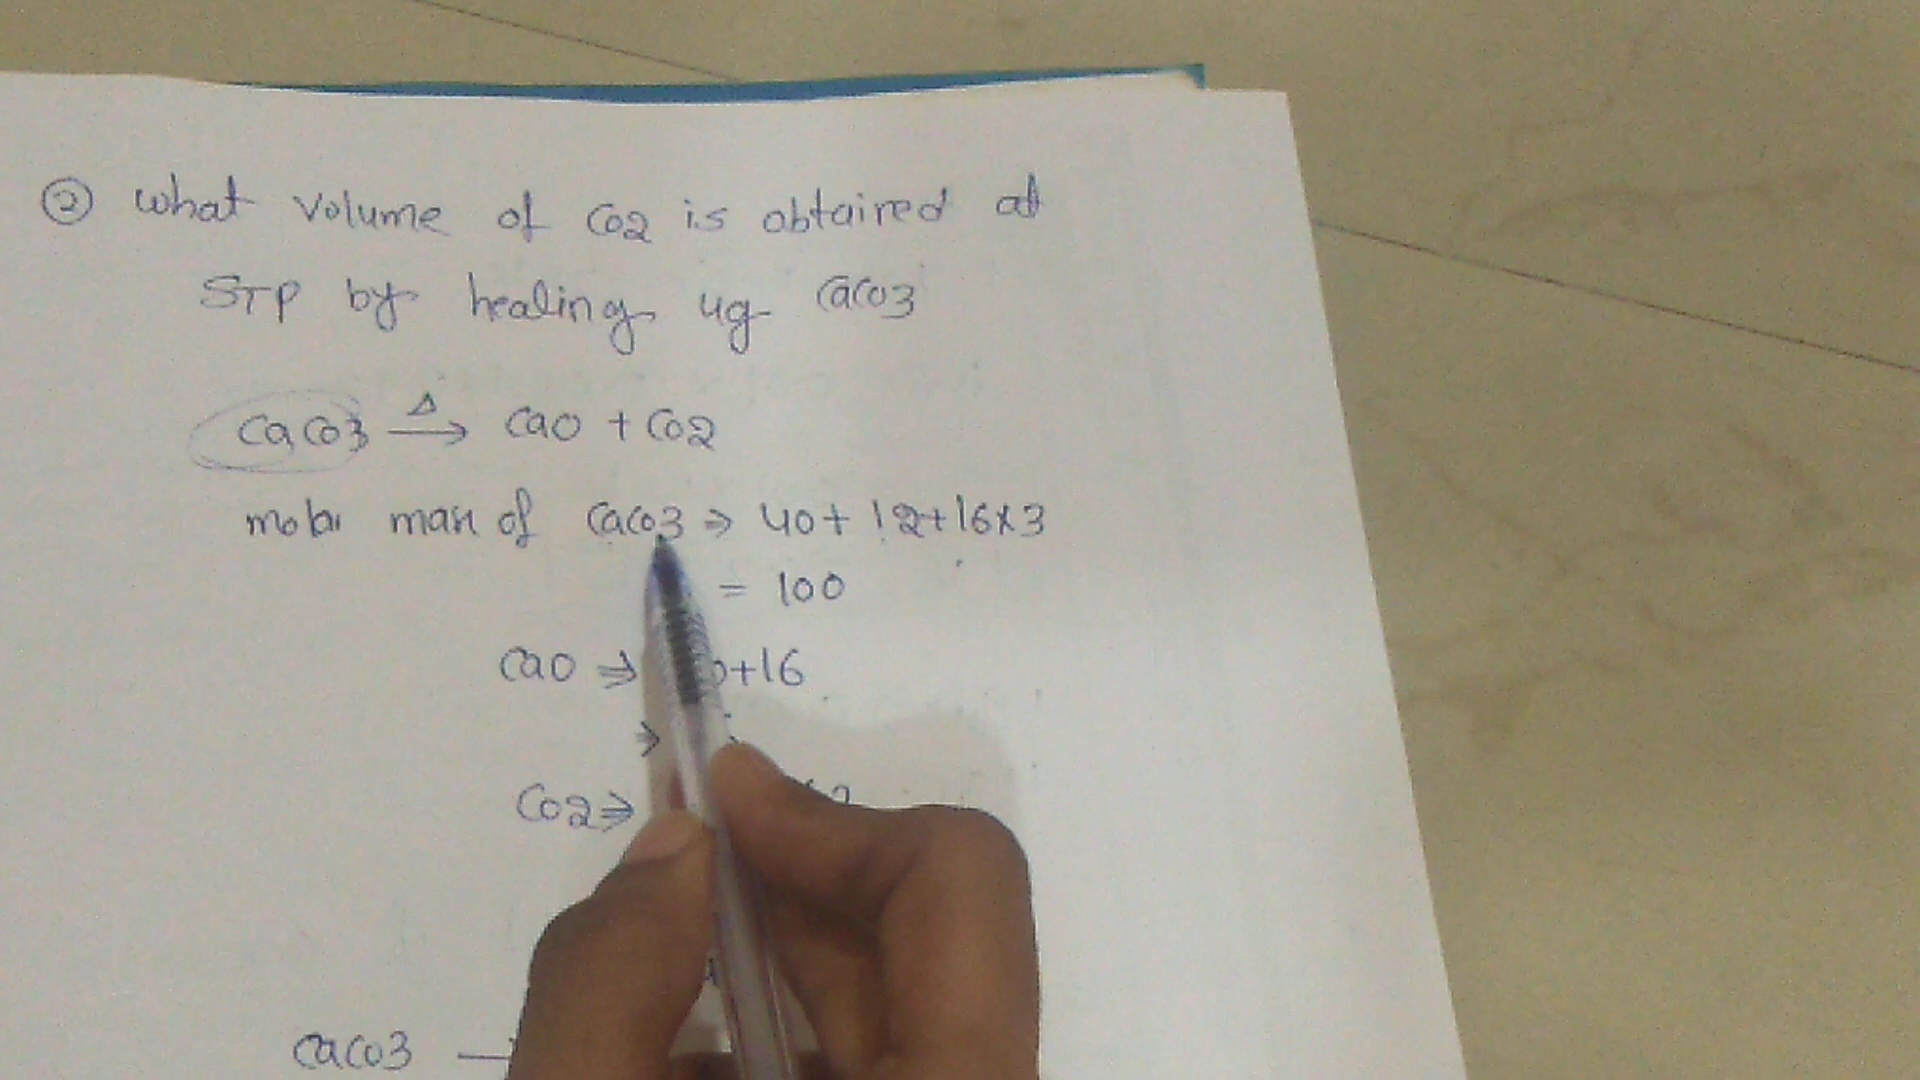 ② What volume of CO2 is obtained at
STP by heating 4g CaCO3
CaCO3 →Δ CaO + CO2
molar mass of CaCO3 ⇒ 40+12+16×3
= 100
CaO ⇒ +16
⇒
CO2 ⇒
CaCO3 —